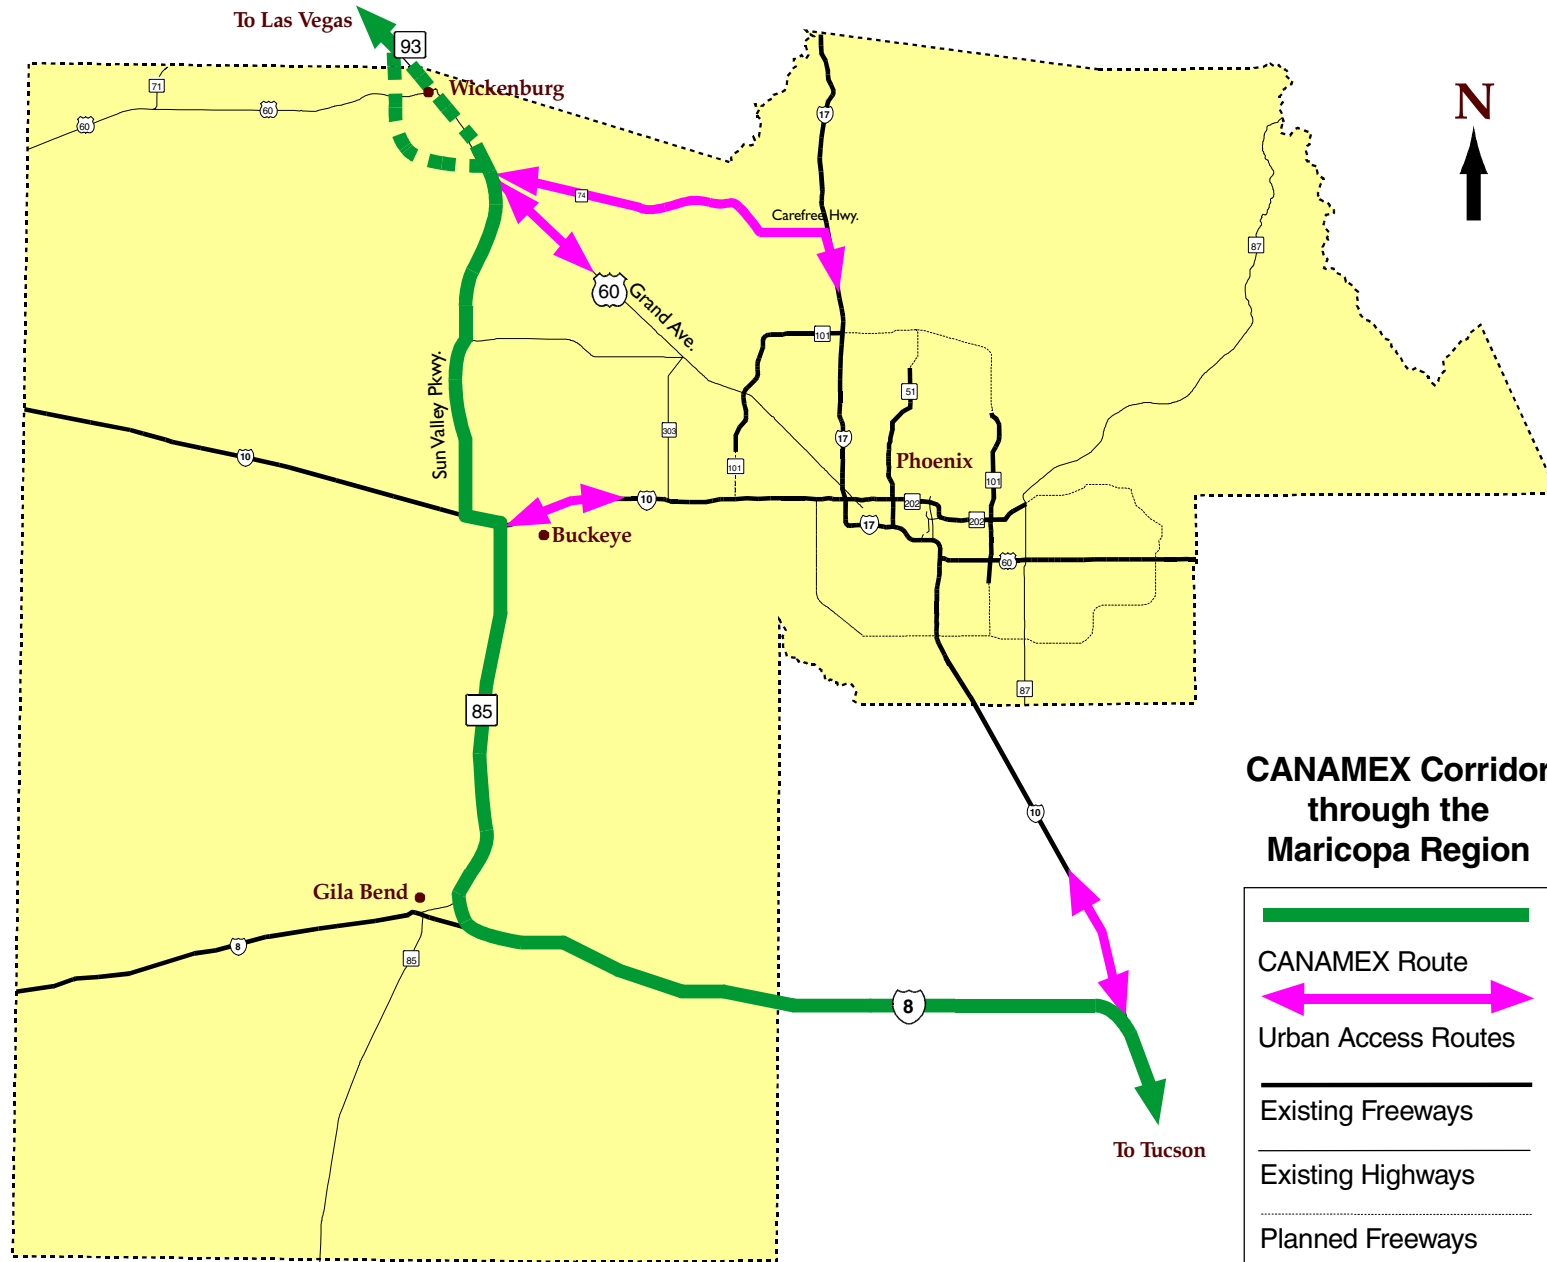 To Las Vegas
93
71
Wickenburg
60
60
17
N
74
Carefree Hwy.
87
60
Grand Ave.
101
Sun Valley Pkwy.
51
303
17
10
Phoenix
101
101
10
202
202
17
Buckeye
60
87
85
CANAMEX Corridor
through the
Maricopa Region
10
Gila Bend
8
85
CANAMEX Route
8
Urban Access Routes
Existing Freeways
To Tucson
Existing Highways
Planned Freeways